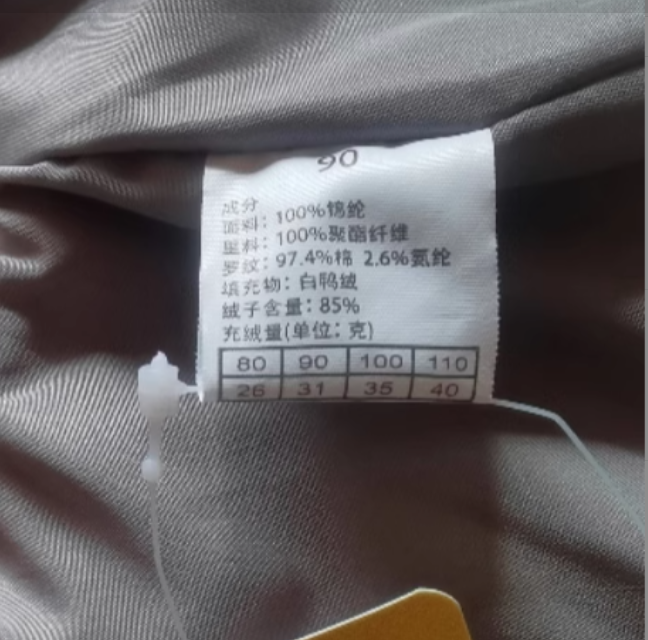 90
成分
面料：100%锦纶
里料：100%聚酯纤维
罗纹：97.4%棉 2.6%氨纶
填充物：白鸭绒
绒子含量：85%
充绒量(单位：克)
80 90 100 110
26 31 35 40